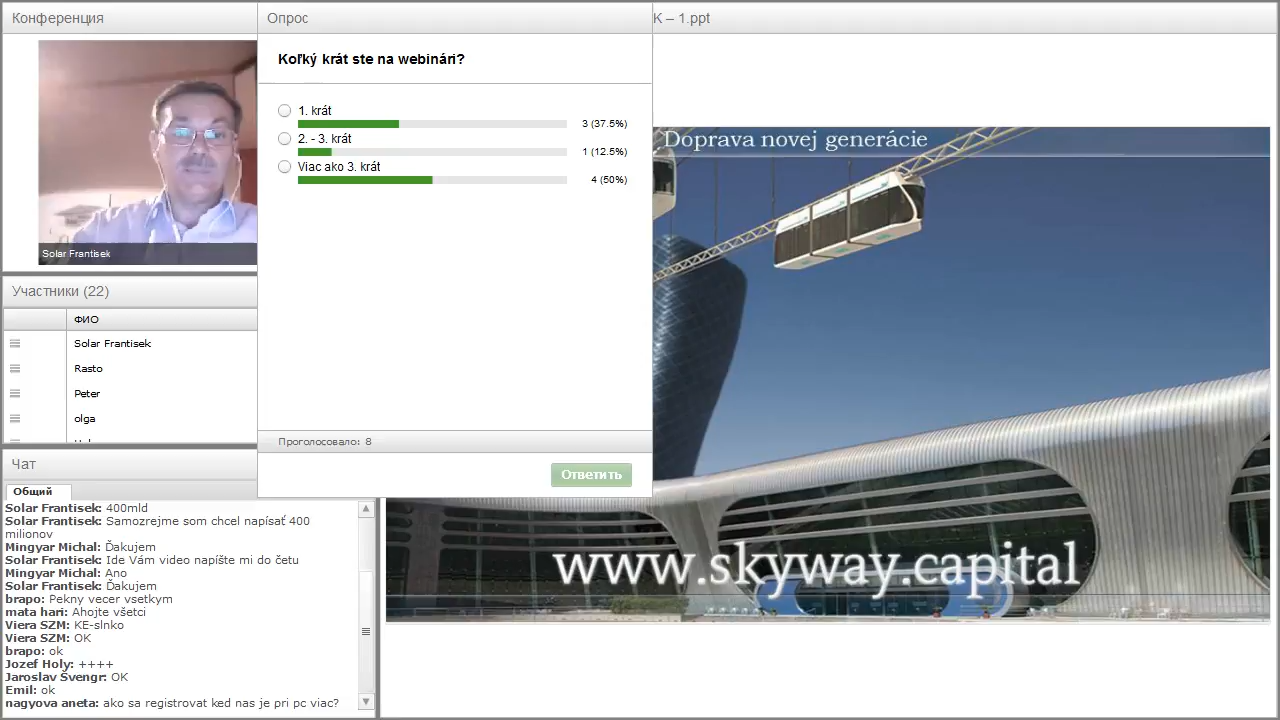 Конференция
Solar Frantisek
Участники (22)
ФИО
Solar Frantisek
Rasto
Peter
olga
Чат
Общий
Solar Frantisek: 400mld
Solar Frantisek: Samozrejme som chcel napísať 400
milionov
Mingyar Michal: Ďakujem
Solar Frantisek: Ide Vám video napíšte mi do četu
Mingyar Michal: Ano
Solar Frantisek: Ďakujem
brapo: Pekny vecer vsetkym
mata hari: Ahojte všetci
Viera SZM: KE-slnko
Viera SZM: OK
brapo: ok
Jozef Holy: ++++
Jaroslav Švengr: OK
Emil: ok
nagyova aneta: ako sa registrovat ked nas je pri pc viac?
Опрос
Koľký krát ste na webinári?
1. krát
3 (37.5%)
2. - 3. krát
1 (12.5%)
Viac ako 3. krát
4 (50%)
Проголосовало: 8
Ответить
K – 1.ppt
Doprava novej generácie
www.skyway.capital